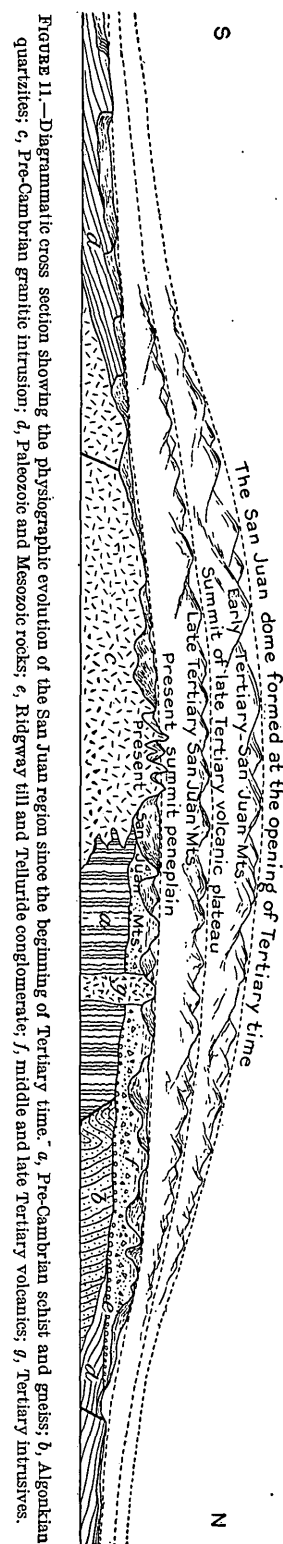 S
N
The San Juan dome formed at the opening of Tertiary time
Early Tertiary San Juan Mts
Summit of late Tertiary volcanic plateau
Late Tertiary San Juan Mts
Present summit peneplain
Present San Juan Mts
d
c
a
g
b
f
e
d
FIGURE 11.—Diagrammatic cross section showing the physiographic evolution of the San Juan region since the beginning of Tertiary time. a, Pre-Cambrian schist and gneiss; b, Algonkian
quartzites; c, Pre-Cambrian granitic intrusion; d, Paleozoic and Mesozoic rocks; e, Ridgway till and Telluride conglomerate; f, middle and late Tertiary volcanics; g, Tertiary intrusives.